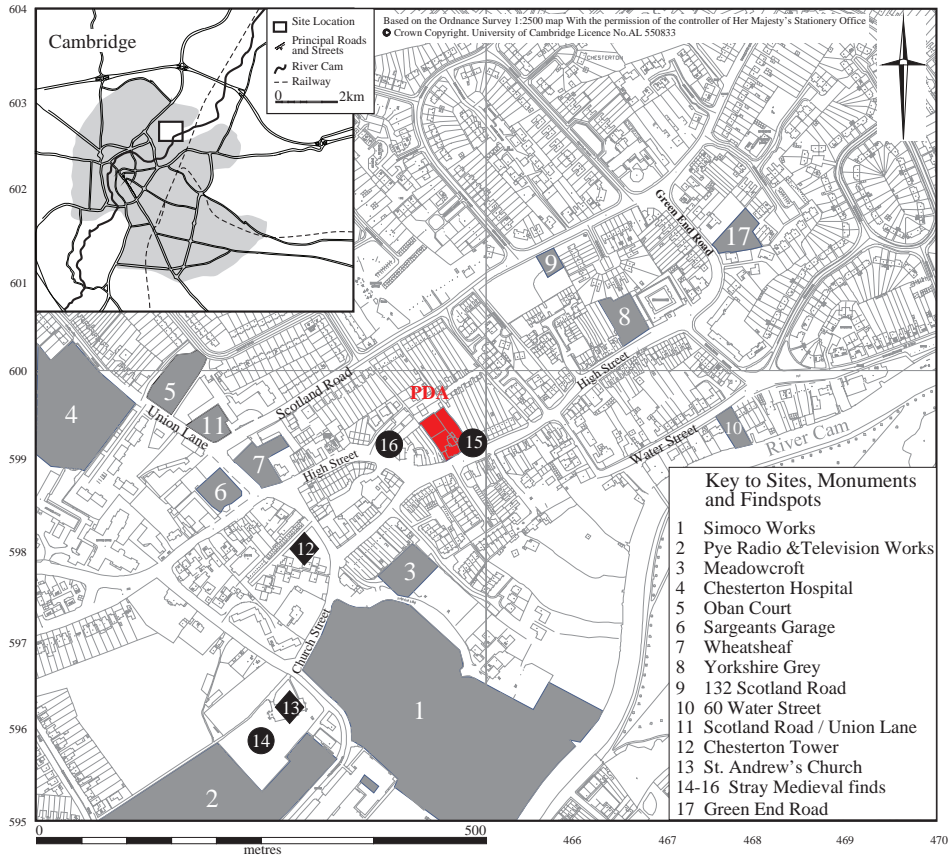 604
603
602
601
600
599
598
597
596
595
Cambridge
Site Location
Principal Roads
and Streets
River Cam
Railway
0 2km
Based on the Ordnance Survey 1:2500 map With the permission of the controller of Her Majesty's Stationery Office
© Crown Copyright. University of Cambridge Licence No.AL 550833
CHESTERTON
Green End Road
17
9
8
High Street
4
5
Union Lane
11
Scotland Road
PDA
15
16
7
High Street
6
Water Street
10
River Cam
12
3
Church Street
1
13
14
2
Key to Sites, Monuments
and Findspots
1 Simoco Works
2 Pye Radio &Television Works
3 Meadowcroft
4 Chesterton Hospital
5 Oban Court
6 Sargeants Garage
7 Wheatsheaf
8 Yorkshire Grey
9 132 Scotland Road
10 60 Water Street
11 Scotland Road / Union Lane
12 Chesterton Tower
13 St. Andrew's Church
14-16 Stray Medieval finds
17 Green End Road
0 500
metres
466 467 468 469 470